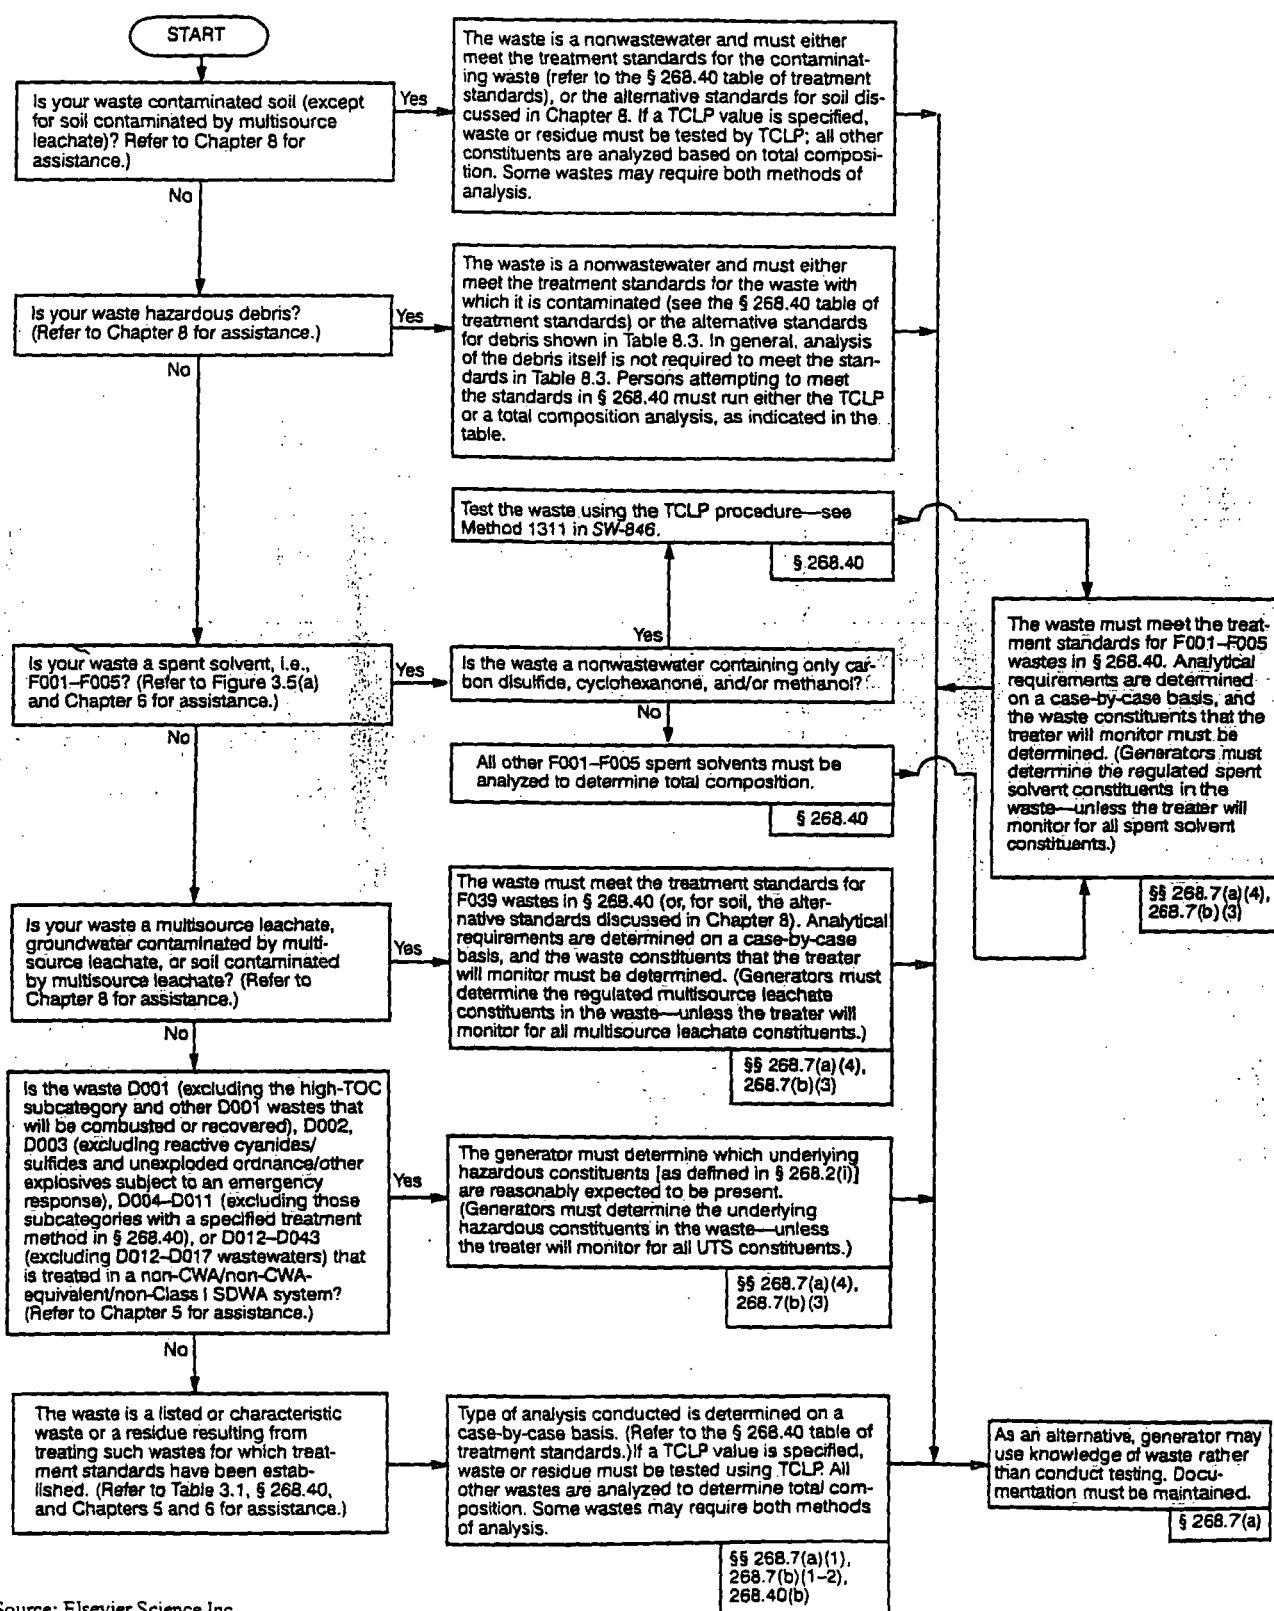 START
Is your waste contaminated soil (except
for soil contaminated by multisource
leachate)? Refer to Chapter 8 for
assistance.)
Yes
No
The waste is a nonwastewater and must either
meet the treatment standards for the contaminat-
ing waste (refer to the § 268.40 table of treatment
standards), or the alternative standards for soil dis-
cussed in Chapter 8. If a TCLP value is specified,
waste or residue must be tested by TCLP; all other
constituents are analyzed based on total composi-
tion. Some wastes may require both methods of
analysis.
Is your waste hazardous debris?
(Refer to Chapter 8 for assistance.)
Yes
No
The waste is a nonwastewater and must either
meet the treatment standards for the waste with
which it is contaminated (see the § 268.40 table of
treatment standards) or the alternative standards
for debris shown in Table 8.3. In general, analysis
of the debris itself is not required to meet the stan-
dards in Table 8.3. Persons attempting to meet
the standards in § 268.40 must run either the TCLP
or a total composition analysis, as indicated in the
table.
Test the waste using the TCLP procedure—see
Method 1311 in SW-846.
§ 268.40
Yes
Is your waste a spent solvent, i.e.,
F001–F005? (Refer to Figure 3.5(a)
and Chapter 6 for assistance.)
Yes
No
Is the waste a nonwastewater containing only car-
bon disulfide, cyclohexanone, and/or methanol?
No
All other F001–F005 spent solvents must be
analyzed to determine total composition.
§ 268.40
The waste must meet the treat-
ment standards for F001–F005
wastes in § 268.40. Analytical
requirements are determined
on a case-by-case basis, and
the waste constituents that the
treater will monitor must be
determined. (Generators must
determine the regulated spent
solvent constituents in the
waste—unless the treater will
monitor for all spent solvent
constituents.)
§§ 268.7(a)(4),
268.7(b)(3)
Is your waste a multisource leachate,
groundwater contaminated by multi-
source leachate, or soil contaminated
by multisource leachate? (Refer to
Chapter 8 for assistance.)
Yes
No
The waste must meet the treatment standards for
F039 wastes in § 268.40 (or, for soil, the alter-
native standards discussed in Chapter 8). Analytical
requirements are determined on a case-by-case
basis, and the waste constituents that the treater
will monitor must be determined. (Generators must
determine the regulated multisource leachate
constituents in the waste—unless the treater will
monitor for all multisource leachate constituents.)
§§ 268.7(a)(4),
268.7(b)(3)
Is the waste D001 (excluding the high-TOC
subcategory and other D001 wastes that
will be combusted or recovered), D002,
D003 (excluding reactive cyanides/
sulfides and unexploded ordnance/other
explosives subject to an emergency
response), D004–D011 (excluding those
subcategories with a specified treatment
method in § 268.40), or D012–D043
(excluding D012–D017 wastewaters) that
is treated in a non-CWA/non-CWA-
equivalent/non-Class I SDWA system?
(Refer to Chapter 5 for assistance.)
Yes
No
The generator must determine which underlying
hazardous constituents [as defined in § 268.2(i)]
are reasonably expected to be present.
(Generators must determine the underlying
hazardous constituents in the waste—unless
the treater will monitor for all UTS constituents.)
§§ 268.7(a)(4),
268.7(b)(3)
The waste is a listed or characteristic
waste or a residue resulting from
treating such wastes for which treat-
ment standards have been estab-
lished. (Refer to Table 3.1, § 268.40,
and Chapters 5 and 6 for assistance.)
Type of analysis conducted is determined on a
case-by-case basis. (Refer to the § 268.40 table of
treatment standards.)If a TCLP value is specified,
waste or residue must be tested using TCLP. All
other wastes are analyzed to determine total com-
position. Some wastes may require both methods
of analysis.
§§ 268.7(a)(1),
268.7(b)(1–2),
268.40(b)
As an alternative, generator may
use knowledge of waste rather
than conduct testing. Docu-
mentation must be maintained.
§ 268.7(a)
Source: Elsevier Science Inc.